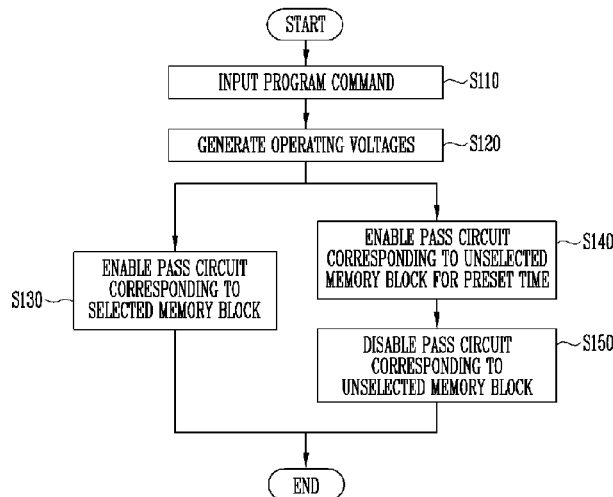 START
INPUT PROGRAM COMMAND
S110
GENERATE OPERATING VOLTAGES
S120
ENABLE PASS CIRCUIT
CORRESPONDING TO
SELECTED MEMORY BLOCK
S130
ENABLE PASS CIRCUIT
CORRESPONDING TO UNSELECTED
MEMORY BLOCK FOR PRESET TIME
S140
DISABLE PASS CIRCUIT
CORRESPONDING TO
UNSELECTED MEMORY BLOCK
S150
END